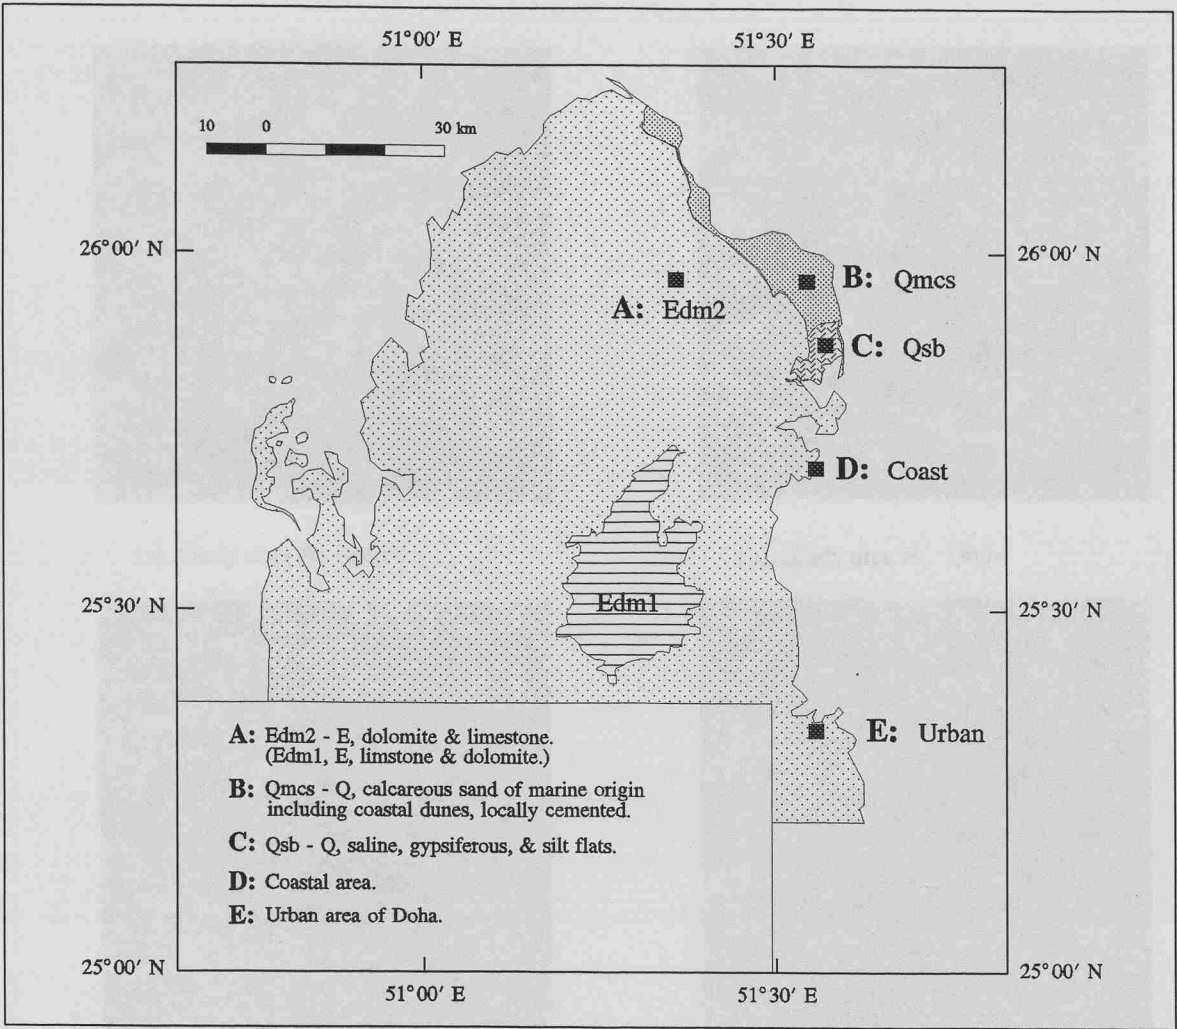 51°00′ E
51°30′ E
10 0 30 km
26°00′ N
26°00′ N
B: Qmcs
A: Edm2
C: Qsb
D: Coast
Edm1
25°30′ N
25°30′ N
E: Urban
A: Edm2 - E, dolomite & limestone.
(Edm1, E, limstone & dolomite.)
B: Qmcs - Q, calcareous sand of marine origin
including coastal dunes, locally cemented.
C: Qsb - Q, saline, gypsiferous, & silt flats.
D: Coastal area.
E: Urban area of Doha.
25°00′ N
25°00′ N
51°00′ E
51°30′ E